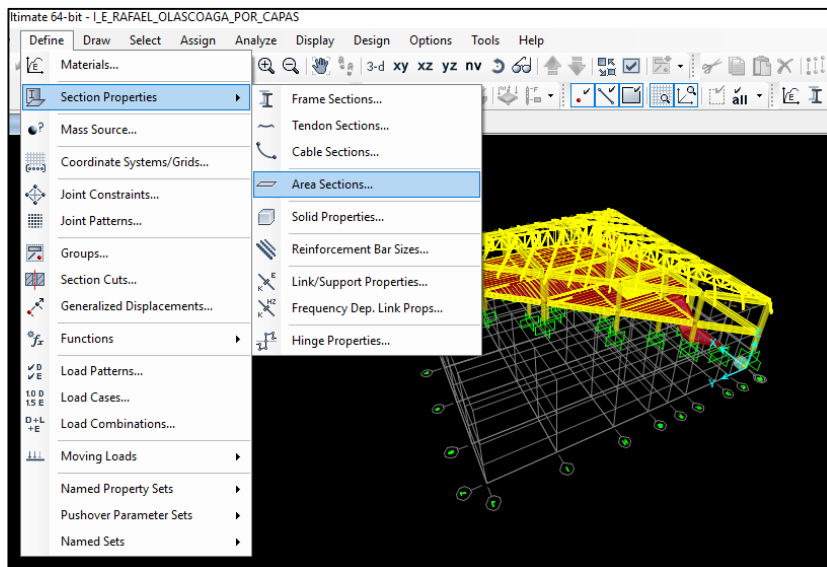 ltimate 64-bit - I_E_RAFAEL_OLASCOAGA_POR_CAPAS
Define Draw Select Assign Analyze Display Design Options Tools Help
3-d xy xz yz nv
all
Materials...
Section Properties
Mass Source...
Coordinate Systems/Grids...
Joint Constraints...
Joint Patterns...
Groups...
Section Cuts...
Generalized Displacements...
Functions
Load Patterns...
Load Cases...
Load Combinations...
Moving Loads
Named Property Sets
Pushover Parameter Sets
Named Sets
Frame Sections...
Tendon Sections...
Cable Sections...
Area Sections...
Solid Properties...
Reinforcement Bar Sizes...
Link/Support Properties...
Frequency Dep. Link Props...
Hinge Properties...